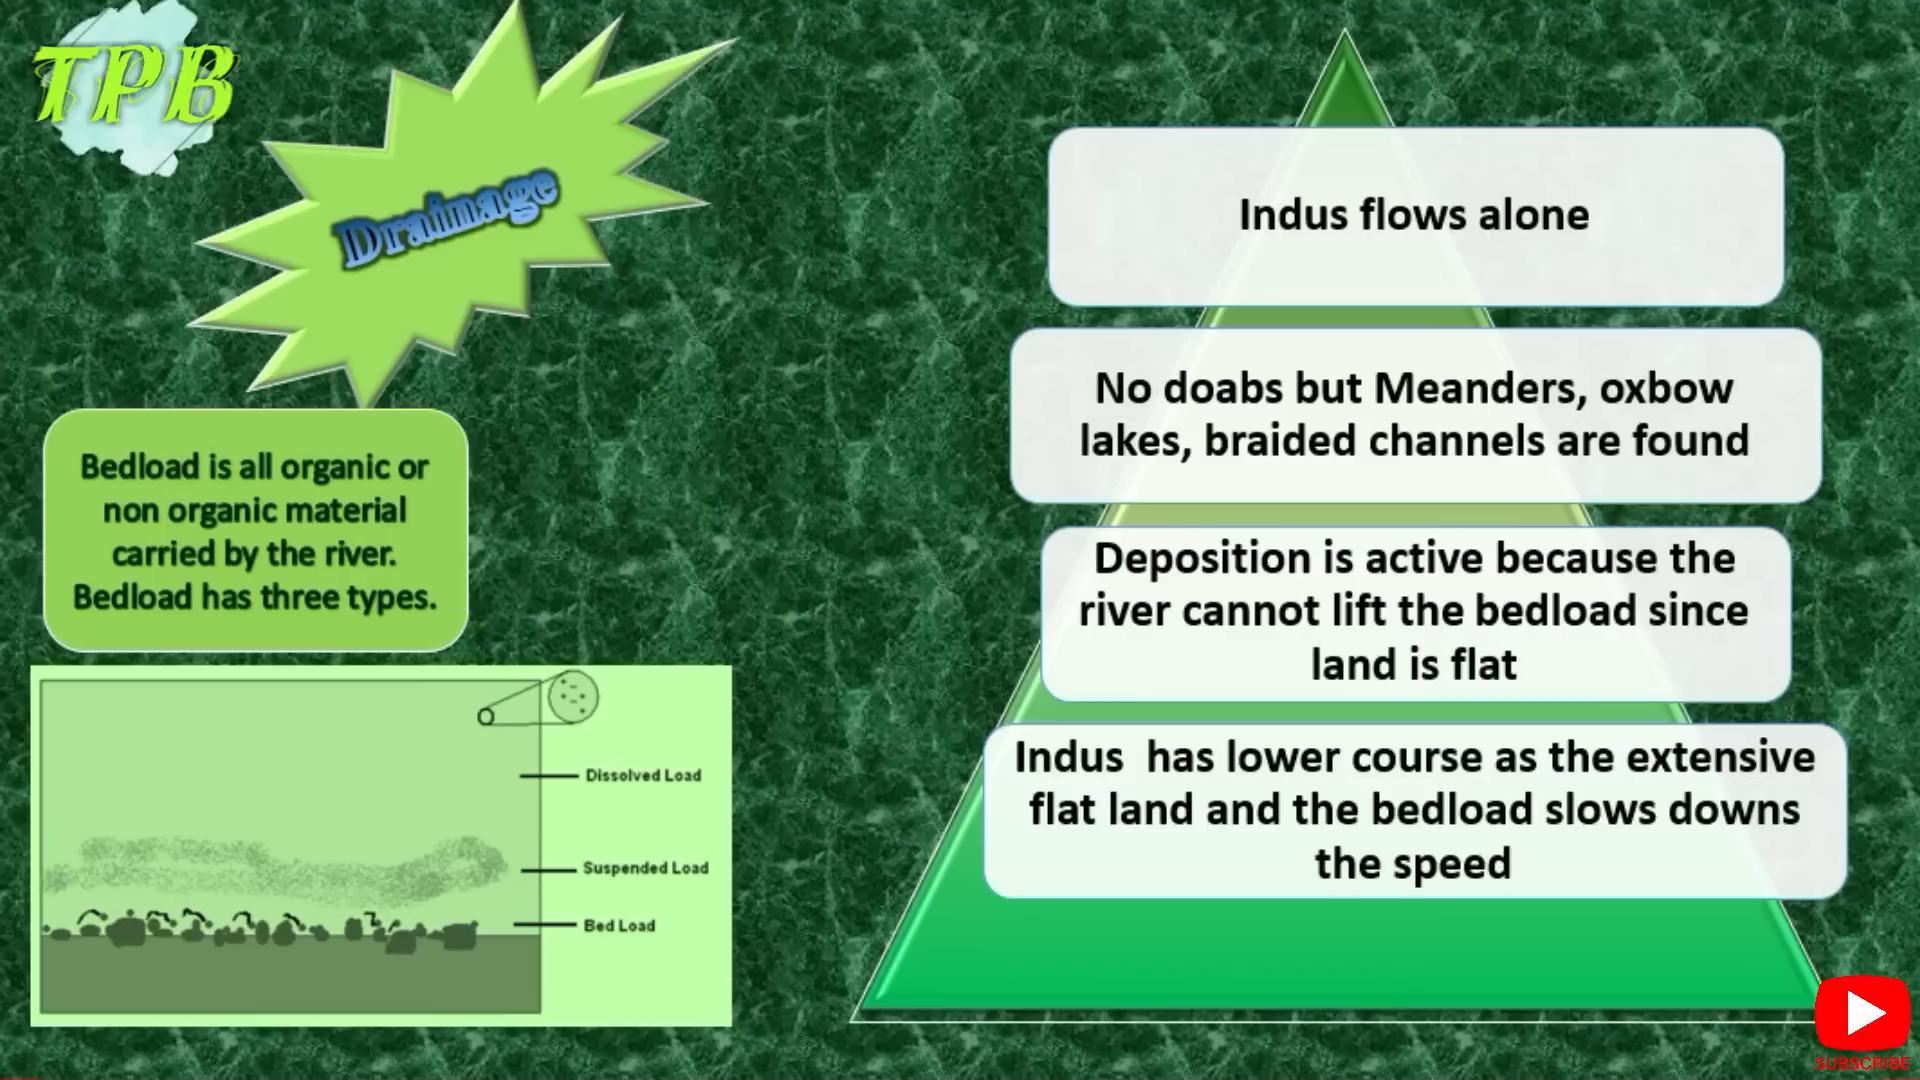 TPB
Drainage
Bedload is all organic or
non organic material
carried by the river.
Bedload has three types.
Dissolved Load
Suspended Load
Bed Load
Indus flows alone
No doabs but Meanders, oxbow
lakes, braided channels are found
Deposition is active because the
river cannot lift the bedload since
land is flat
Indus  has lower course as the extensive
flat land and the bedload slows downs
the speed
SUBSCRIBE